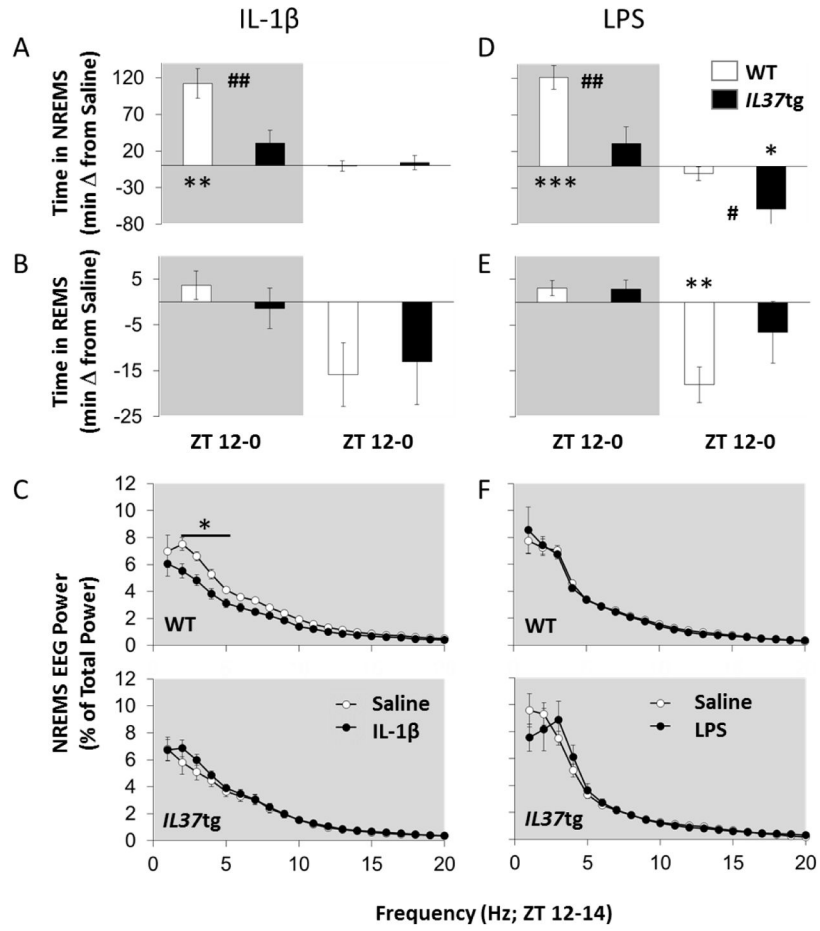 IL-1β
LPS
A
D
Time in NREMS
(min Δ from Saline)
120
70
20
-30
-80
##
**
##
***
#
*
WT
IL37tg
B
E
Time in REMS
(min Δ from Saline)
5
-5
-15
-25
**
ZT 12-0
ZT 12-0
ZT 12-0
ZT 12-0
C
F
NREMS EEG Power
(% of Total Power)
12
10
8
6
4
2
0
*
WT
WT
12
10
8
6
4
2
0
Saline
IL-1β
IL37tg
Saline
LPS
IL37tg
0
5
10
15
20
0
5
10
15
20
Frequency (Hz; ZT 12-14)